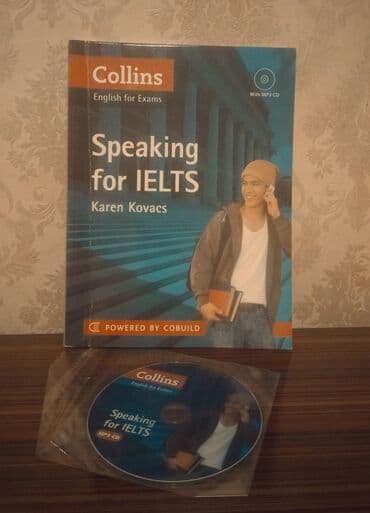 Collins
English for Exams
With MP3 CD
Speaking
for IELTS
Karen Kovacs
POWERED BY COBUILD
Collins
English for Exams
Speaking
for IELTS
MP3 CD